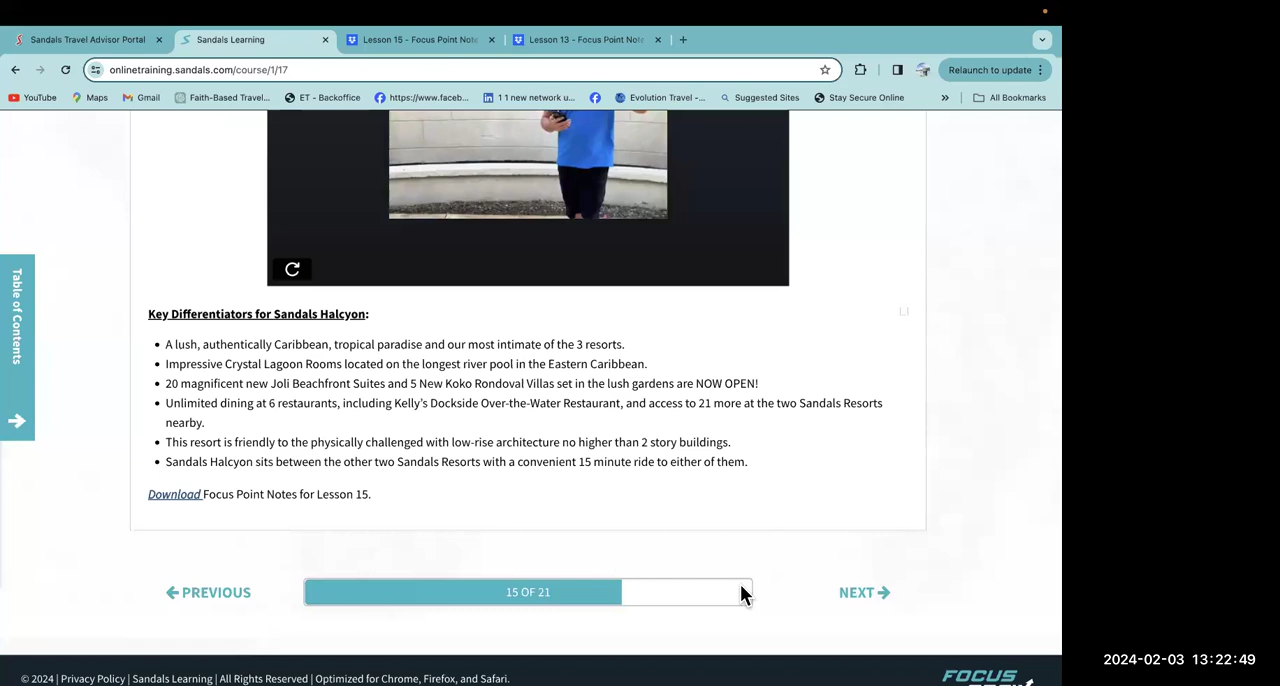 Sandals Travel Advisor Portal
Sandals Learning
Lesson 15 - Focus Point Note
Lesson 13 - Focus Point Note
onlinetraining.sandals.com/course/1/17
Relaunch to update
YouTube
Maps
Gmail
Faith-Based Travel...
ET - Backoffice
https://www.faceb...
1 1 new network u...
Evolution Travel -...
Suggested Sites
Stay Secure Online
»
All Bookmarks
Table of Contents
Key Differentiators for Sandals Halcyon:
• A lush, authentically Caribbean, tropical paradise and our most intimate of the 3 resorts.
• Impressive Crystal Lagoon Rooms located on the longest river pool in the Eastern Caribbean.
• 20 magnificent new Joli Beachfront Suites and 5 New Koko Rondoval Villas set in the lush gardens are NOW OPEN!
• Unlimited dining at 6 restaurants, including Kelly's Dockside Over-the-Water Restaurant, and access to 21 more at the two Sandals Resorts
nearby.
• This resort is friendly to the physically challenged with low-rise architecture no higher than 2 story buildings.
• Sandals Halcyon sits between the other two Sandals Resorts with a convenient 15 minute ride to either of them.
Download Focus Point Notes for Lesson 15.
PREVIOUS
15 OF 21
NEXT
© 2024 | Privacy Policy | Sandals Learning | All Rights Reserved | Optimized for Chrome, Firefox, and Safari.
FOCUS
2024-02-03 13:22:49